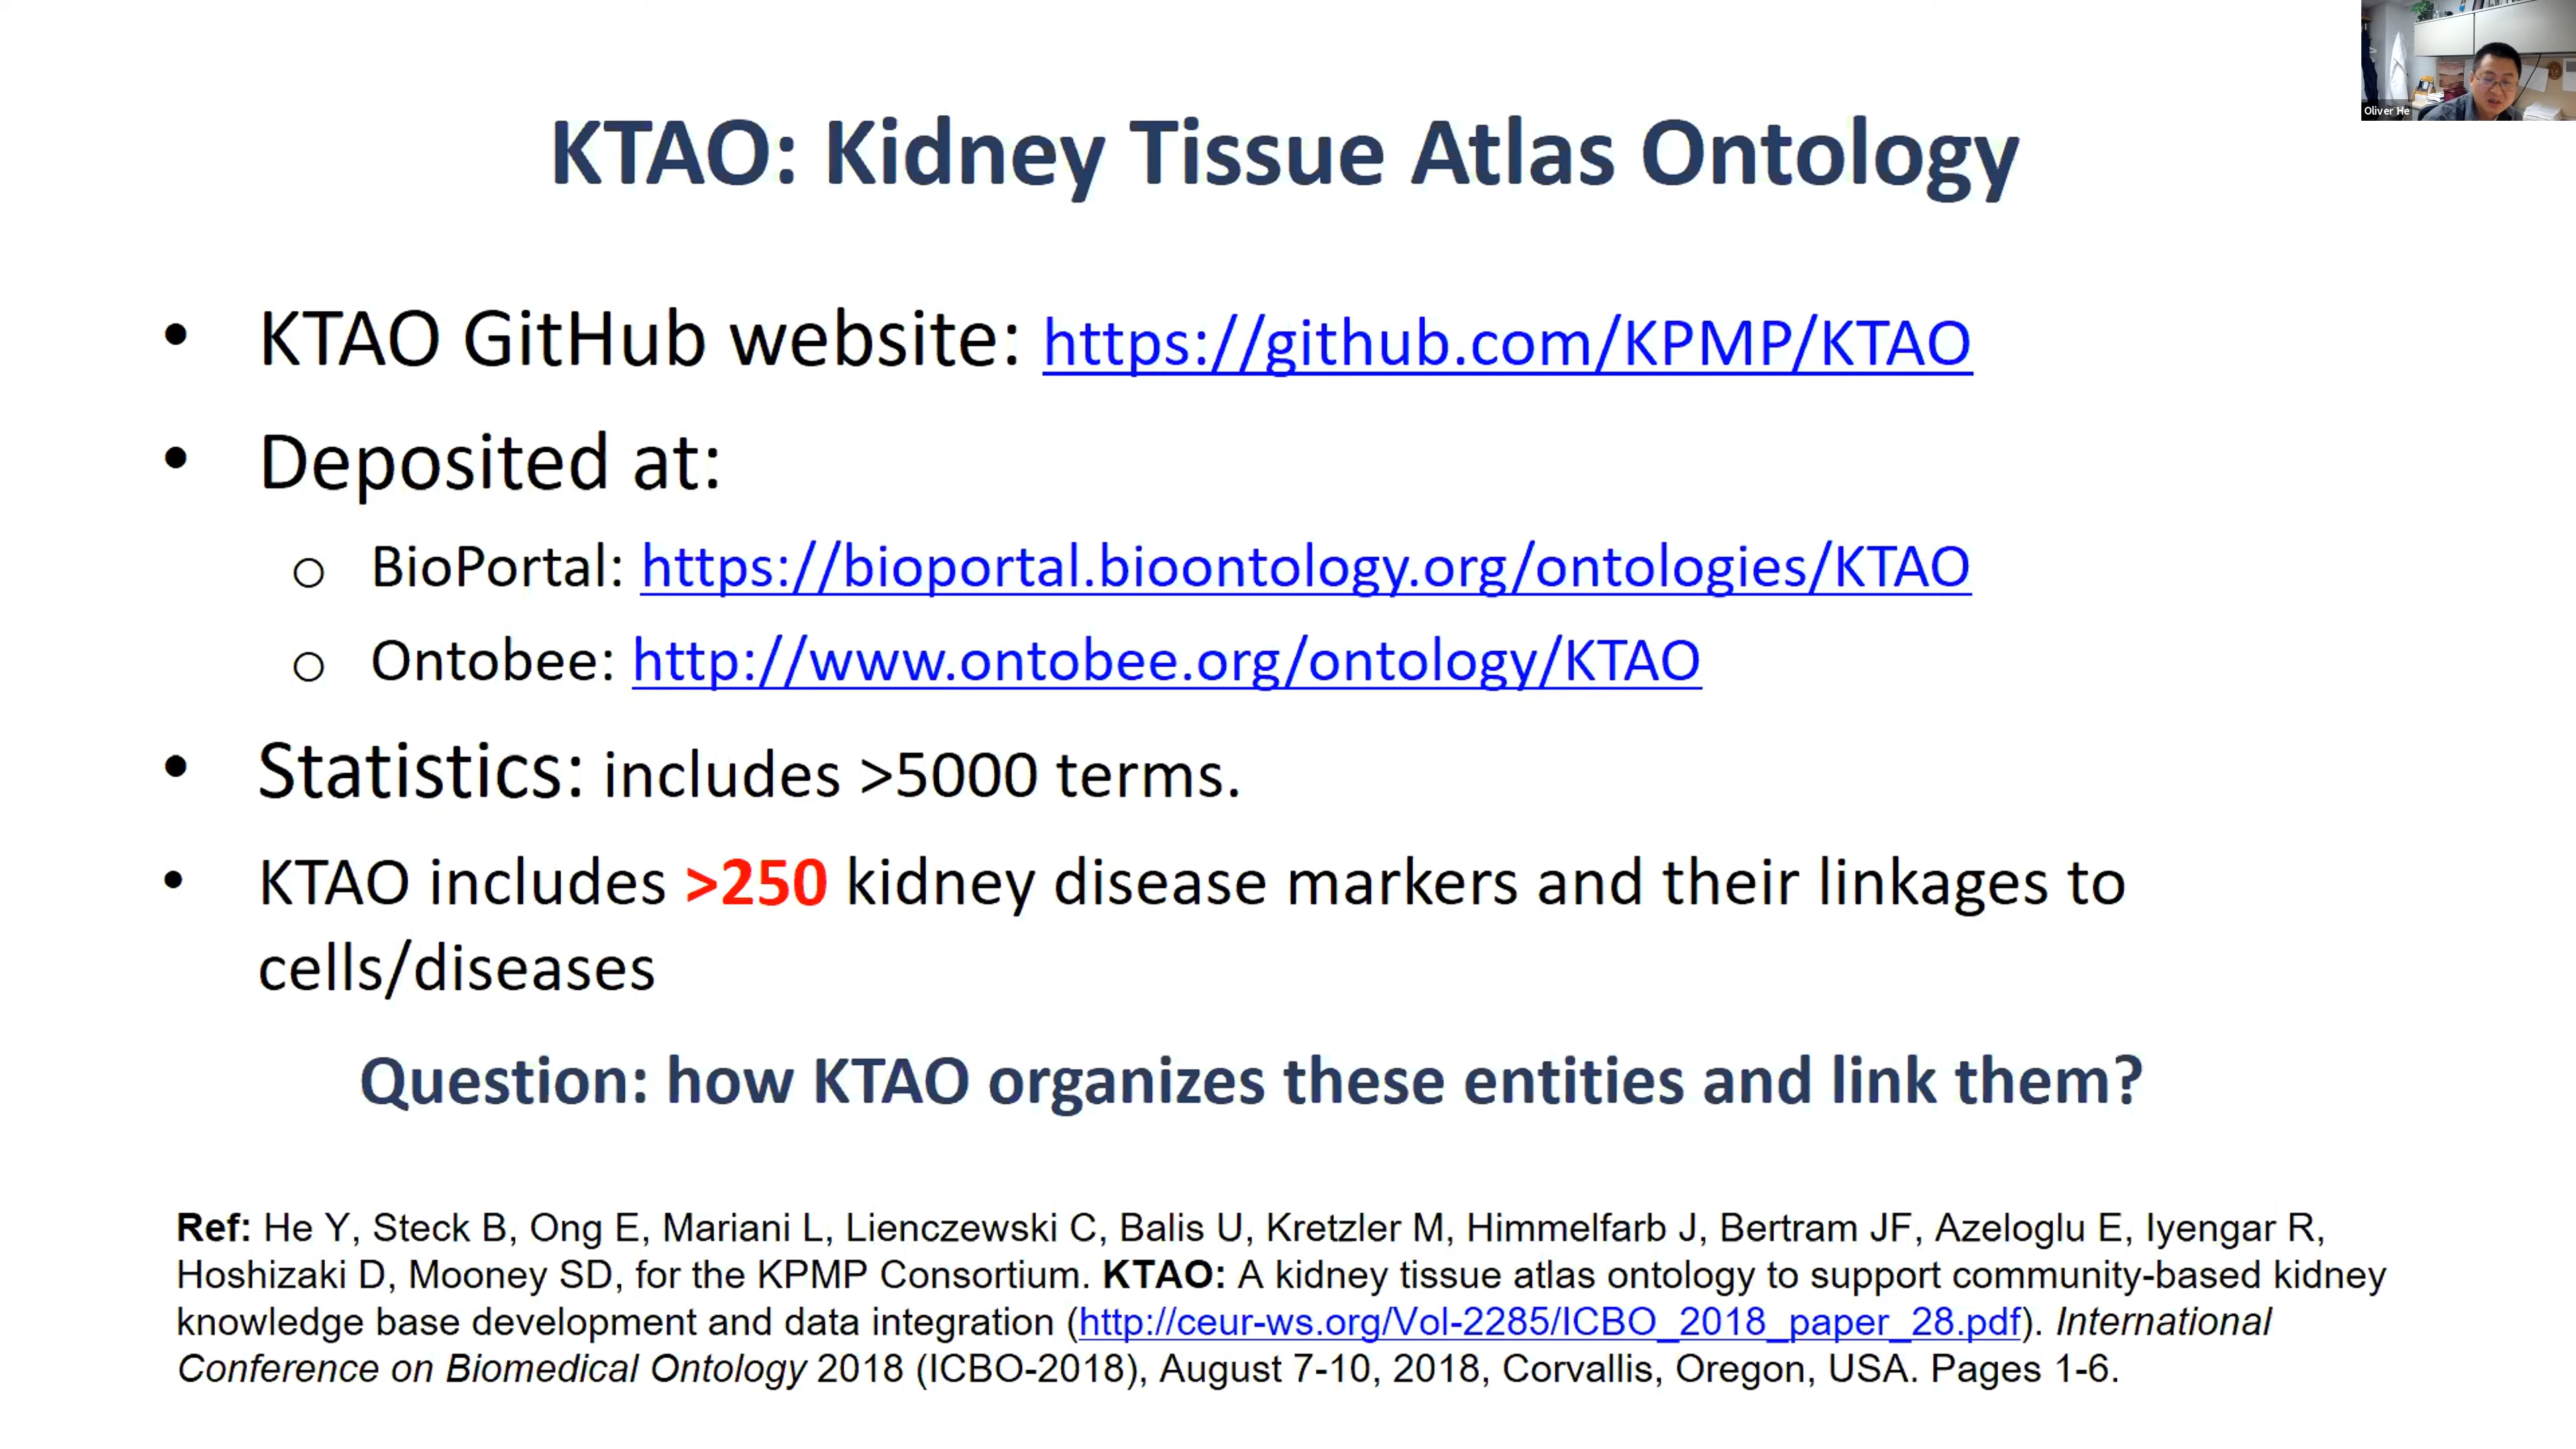 Oliver He
KTAO: Kidney Tissue Atlas Ontology
• KTAO GitHub website: https://github.com/KPMP/KTAO
• Deposited at:
o BioPortal: https://bioportal.bioontology.org/ontologies/KTAO
o Ontobee: http://www.ontobee.org/ontology/KTAO
• Statistics: includes >5000 terms.
• KTAO includes >250 kidney disease markers and their linkages to
cells/diseases
Question: how KTAO organizes these entities and link them?
Ref: He Y, Steck B, Ong E, Mariani L, Lienczewski C, Balis U, Kretzler M, Himmelfarb J, Bertram JF, Azeloglu E, Iyengar R,
Hoshizaki D, Mooney SD, for the KPMP Consortium. KTAO: A kidney tissue atlas ontology to support community-based kidney
knowledge base development and data integration (http://ceur-ws.org/Vol-2285/ICBO_2018_paper_28.pdf). International
Conference on Biomedical Ontology 2018 (ICBO-2018), August 7-10, 2018, Corvallis, Oregon, USA. Pages 1-6.